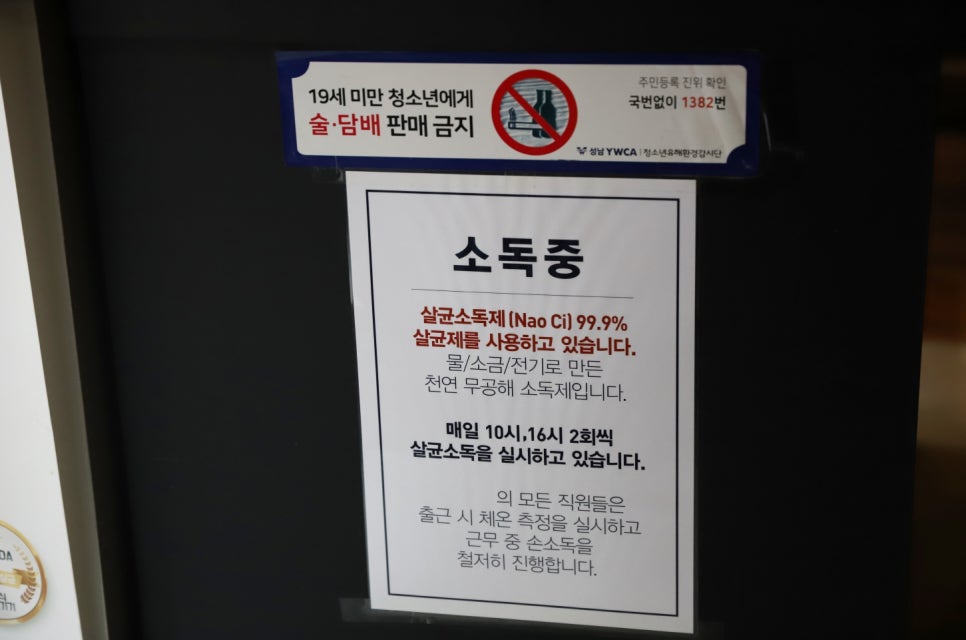 19세 미만 청소년에게
술·담배 판매 금지
주민등록 진위 확인
국번없이 1382번
성남 YWCA | 청소년유해환경감시단
소독중
살균소독제(Nao Ci) 99.9%
살균제를 사용하고 있습니다.
물/소금/전기로 만든
천연 무공해 소독제입니다.
매일 10시,16시 2회씩
살균소독을 실시하고 있습니다.
의 모든 직원들은
출근 시 체온 측정을 실시하고
근무 중 손소독을
철저히 진행합니다.
DA